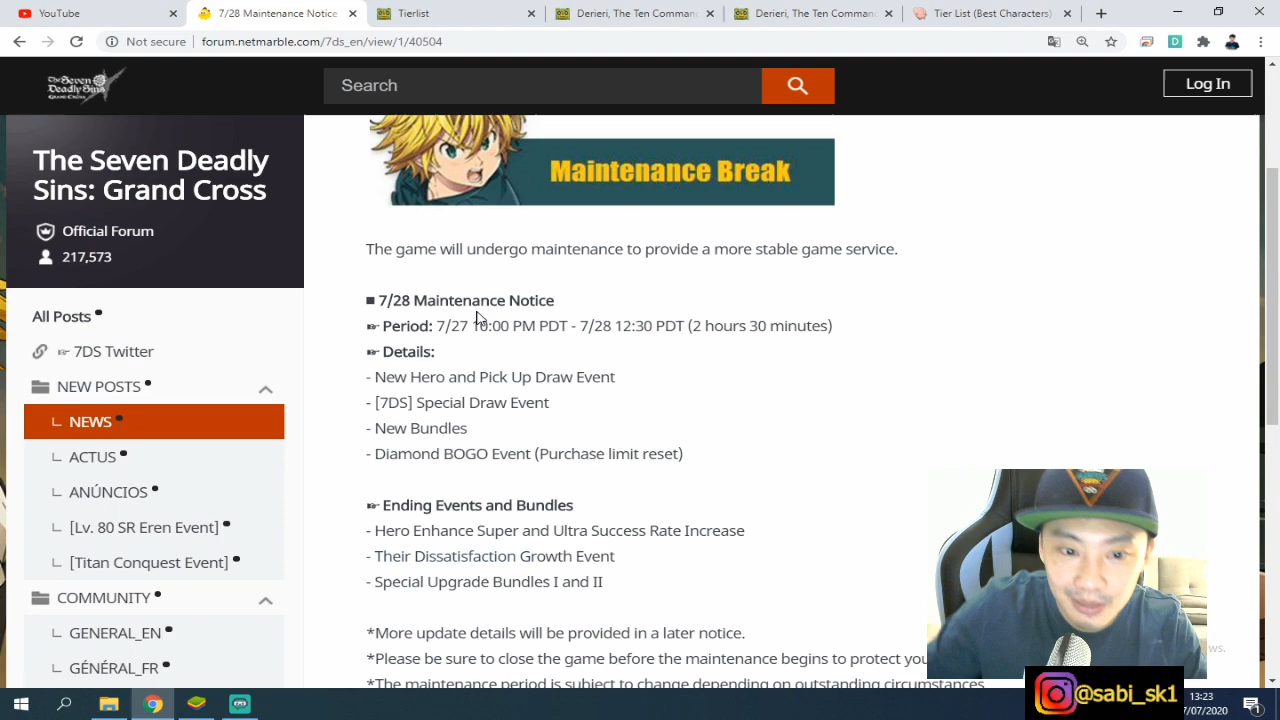 YouTube
7/28 Maintenance Notice
Tierlist
Derieri, The Ten Comman
Derieri, The Ten Comman
Tier List (Best Characters)
Not secure
forum.netmarble.com/7ds_en/view/1/40504
The Seven Deadly Sins GRAND CROSS
Search
Log In
The Seven Deadly
Sins: Grand Cross
Official Forum
217,573
All Posts
☞ 7DS Twitter
NEW POSTS
NEWS
ACTUS
ANÚNCIOS
[Lv. 80 SR Eren Event]
[Titan Conquest Event]
COMMUNITY
GENERAL_EN
GÉNÉRAL_FR
Maintenance Break
The game will undergo maintenance to provide a more stable game service.
■ 7/28 Maintenance Notice
☞ Period: 7/27 :00 PM PDT - 7/28 12:30 PDT (2 hours 30 minutes)
☞ Details:
- New Hero and Pick Up Draw Event
- [7DS] Special Draw Event
- New Bundles
- Diamond BOGO Event (Purchase limit reset)
☞ Ending Events and Bundles
- Hero Enhance Super and Ultra Success Rate Increase
- Their Dissatisfaction Growth Event
- Special Upgrade Bundles I and II
*More update details will be provided in a later notice.
*Please be sure to close the game before the maintenance begins to protect you
*The maintenance period is subject to change depending on outstanding circumstances
ws.
@sabi_sk1
13:23
7/07/2020